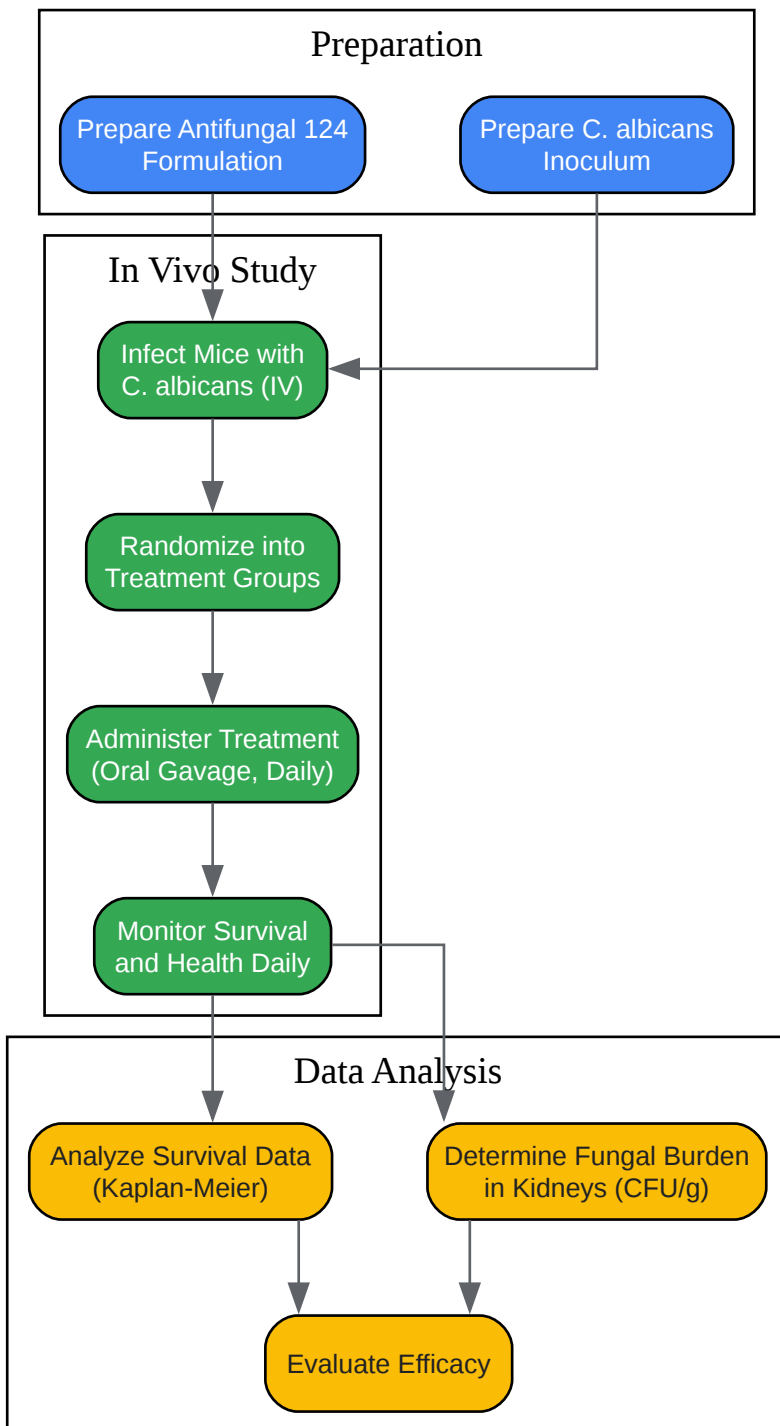 Preparation
Prepare Antifungal 124
Formulation
Prepare C. albicans
Inoculum
In Vivo Study
Infect Mice with
C. albicans (IV)
Randomize into
Treatment Groups
Administer Treatment
(Oral Gavage, Daily)
Monitor Survival
and Health Daily
Data Analysis
Analyze Survival Data
(Kaplan-Meier)
Determine Fungal Burden
in Kidneys (CFU/g)
Evaluate Efficacy